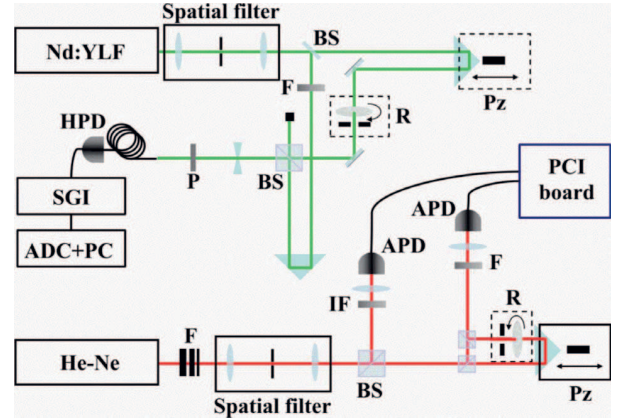 Spatial filter
Nd:YLF
BS
F
Pz
HPD
R
P
BS
SGI
ADC+PC
PCI
board
APD
APD
F
IF
R
He-Ne
F
BS
Pz
Spatial filter